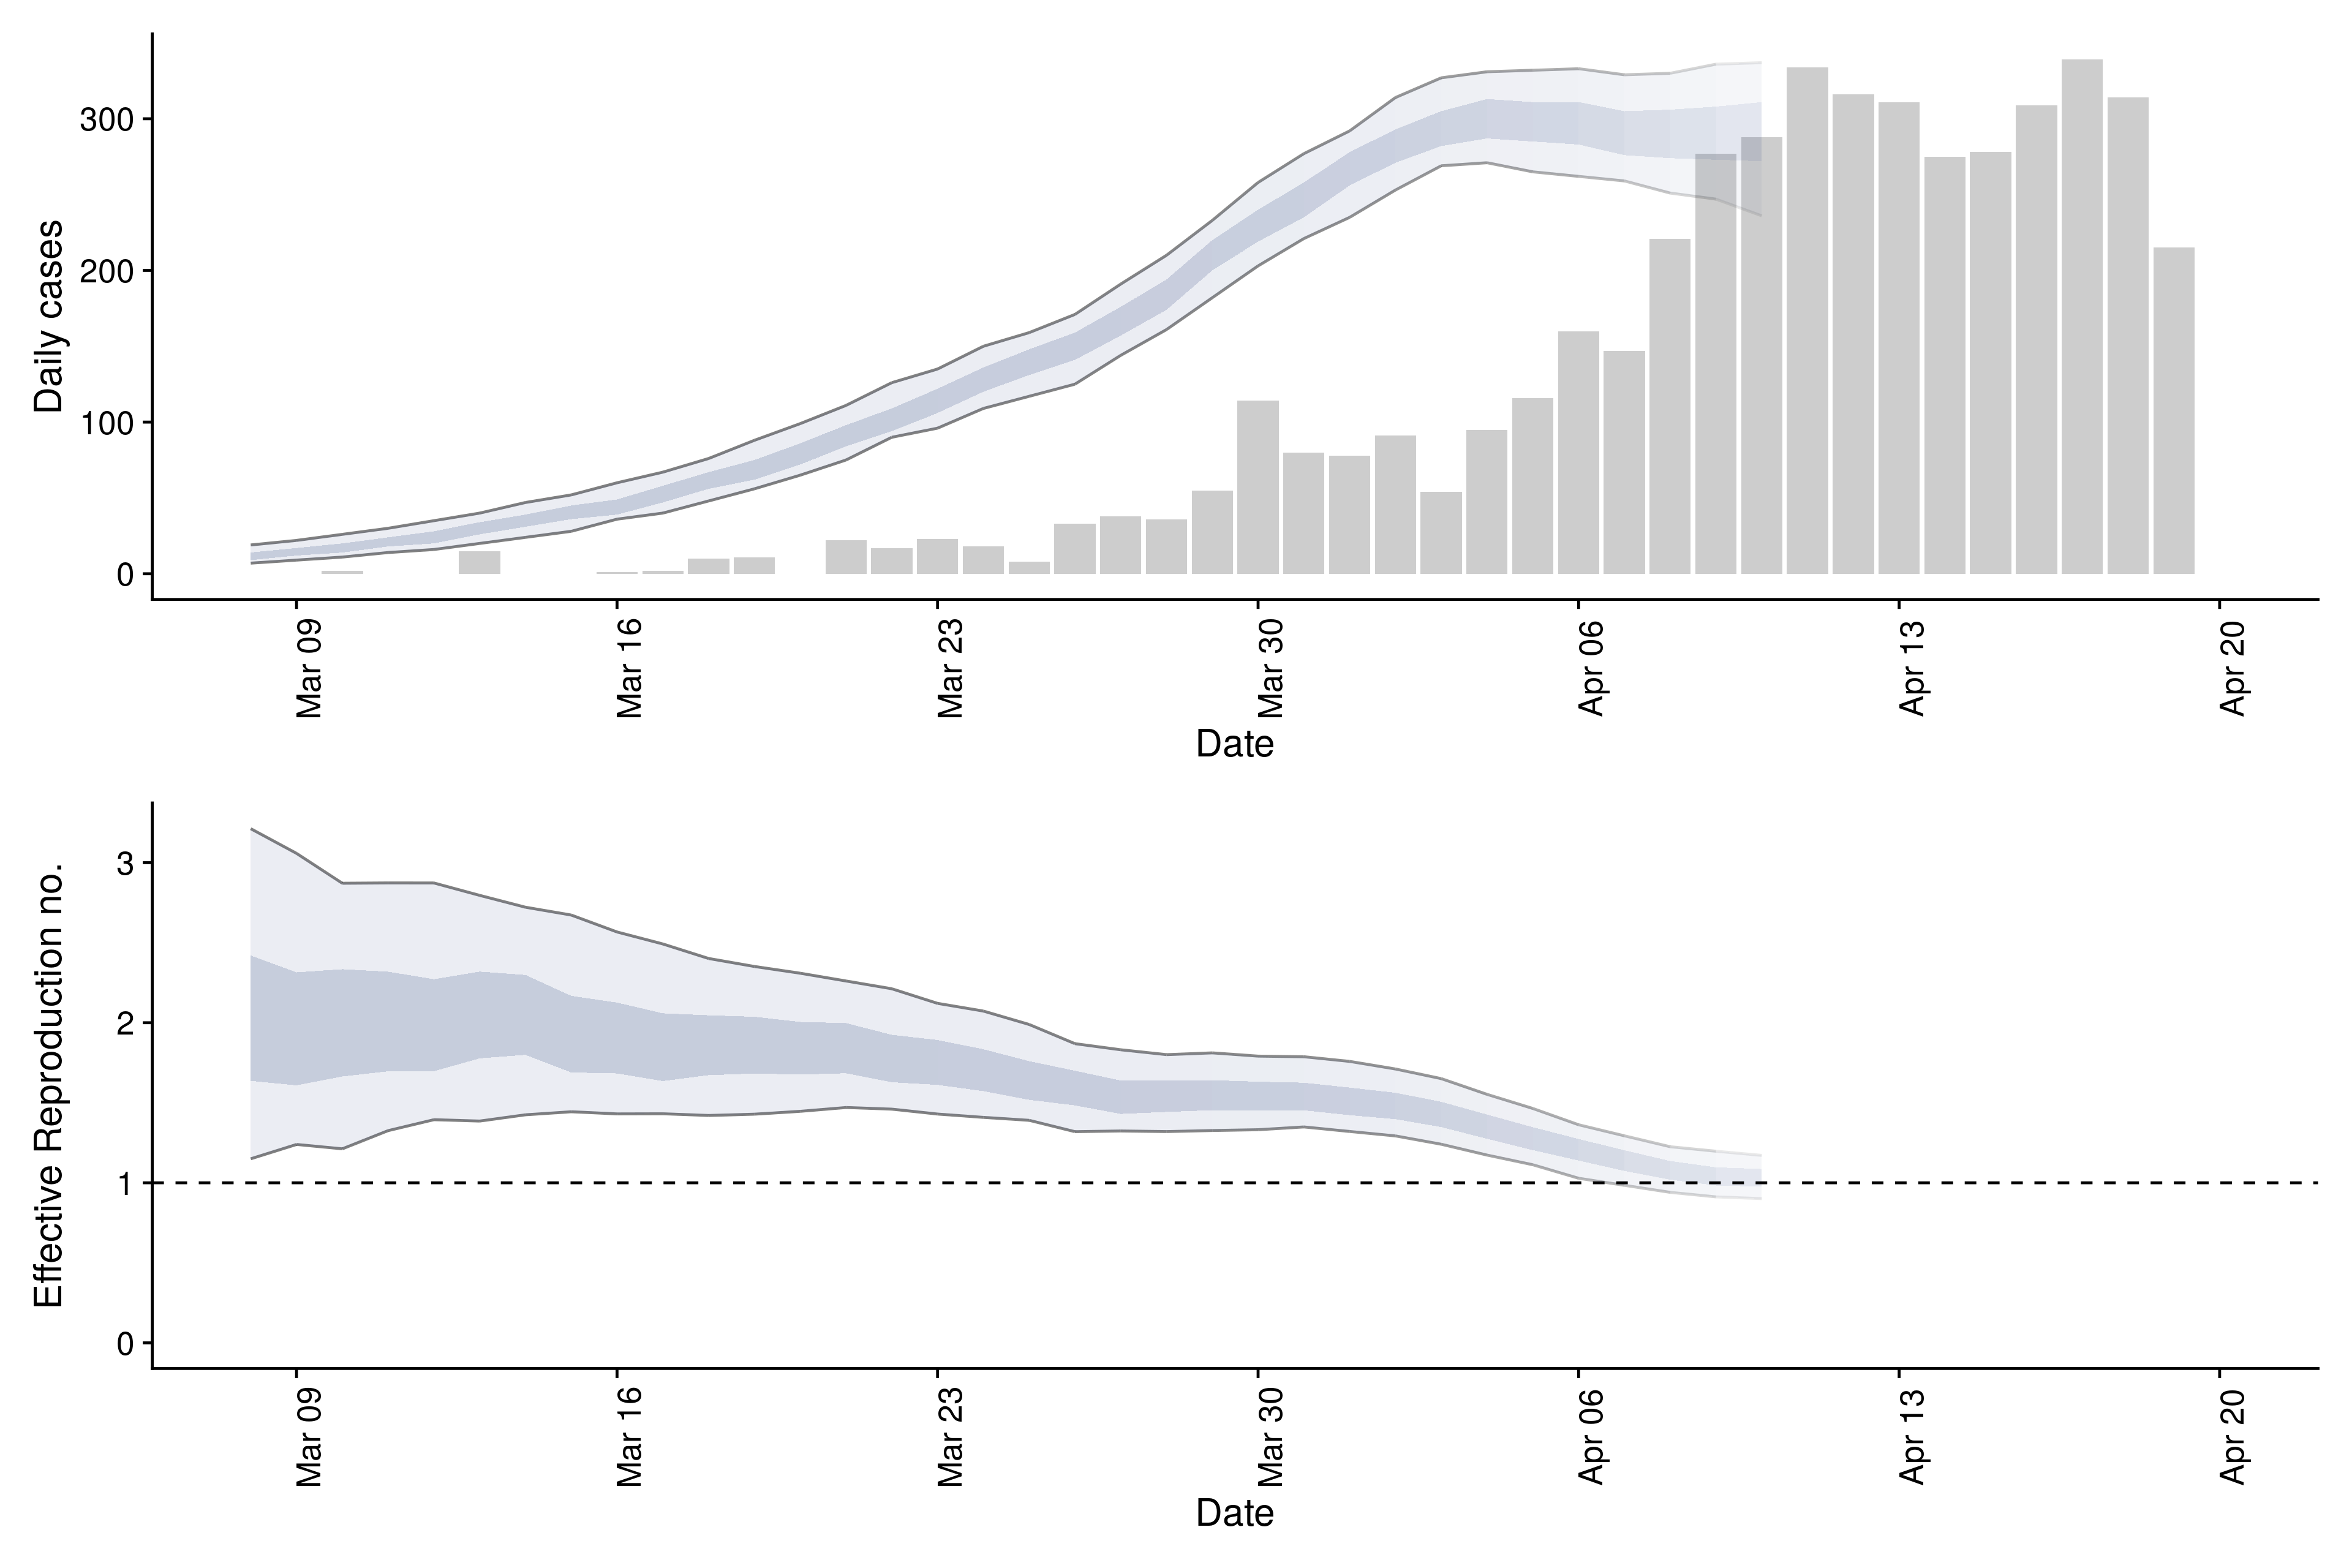 Daily cases
300
200
100
0
Mar 09
Mar 16
Mar 23
Mar 30
Apr 06
Apr 13
Apr 20
Date
Effective Reproduction no.
3
2
1
0
Mar 09
Mar 16
Mar 23
Mar 30
Apr 06
Apr 13
Apr 20
Date